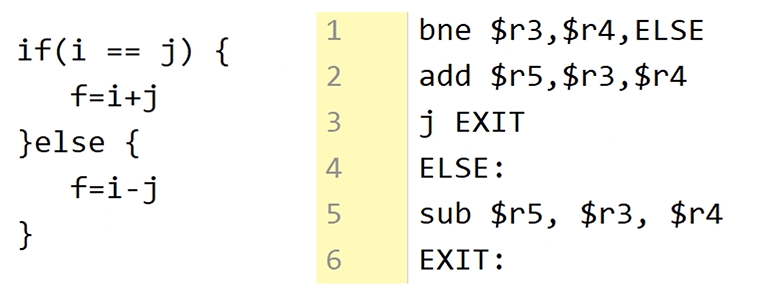 if(i == j) {
f=i+j
}else {
f=i-j
}
1 bne $r3,$r4,ELSE
2 add $r5,$r3,$r4
3 j EXIT
4 ELSE:
5 sub $r5, $r3, $r4
6 EXIT: